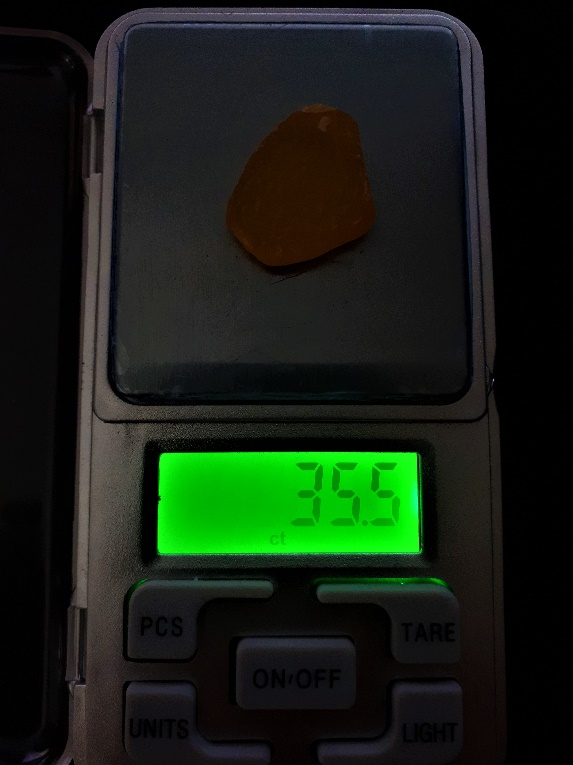 35.5
ct
PCS
TARE
ON/OFF
UNITS
LIGHT